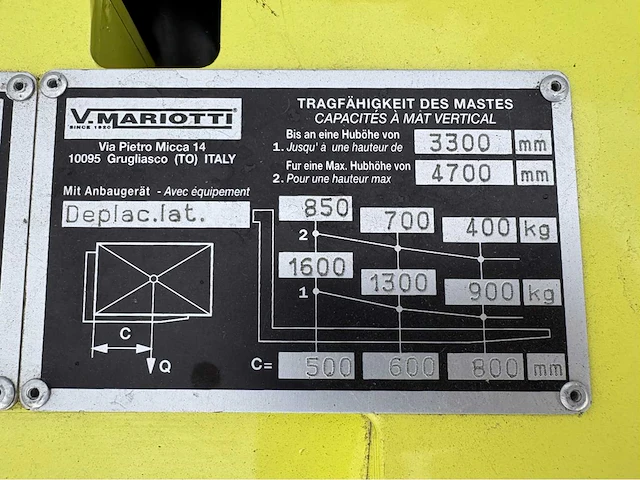 V.MARIOTTI®
SINCE 1920
Via Pietro Micca 14
10095 Grugliasco (TO) ITALY
TRAGFÄHIGKEIT DES MASTES
CAPACITÉS À MAT VERTICAL
Bis an eine Hubhöhe von
1. Jusqu' à une hauteur de 3300 mm
Fur eine Max. Hubhöhe von
2. Pour une hauteur max 4700 mm
Mit Anbaugerät - Avec équipement
Deplac.lat.
850 700 400 kg
2
1600 1300 900 kg
1
C
Q
C= 500 600 800 mm